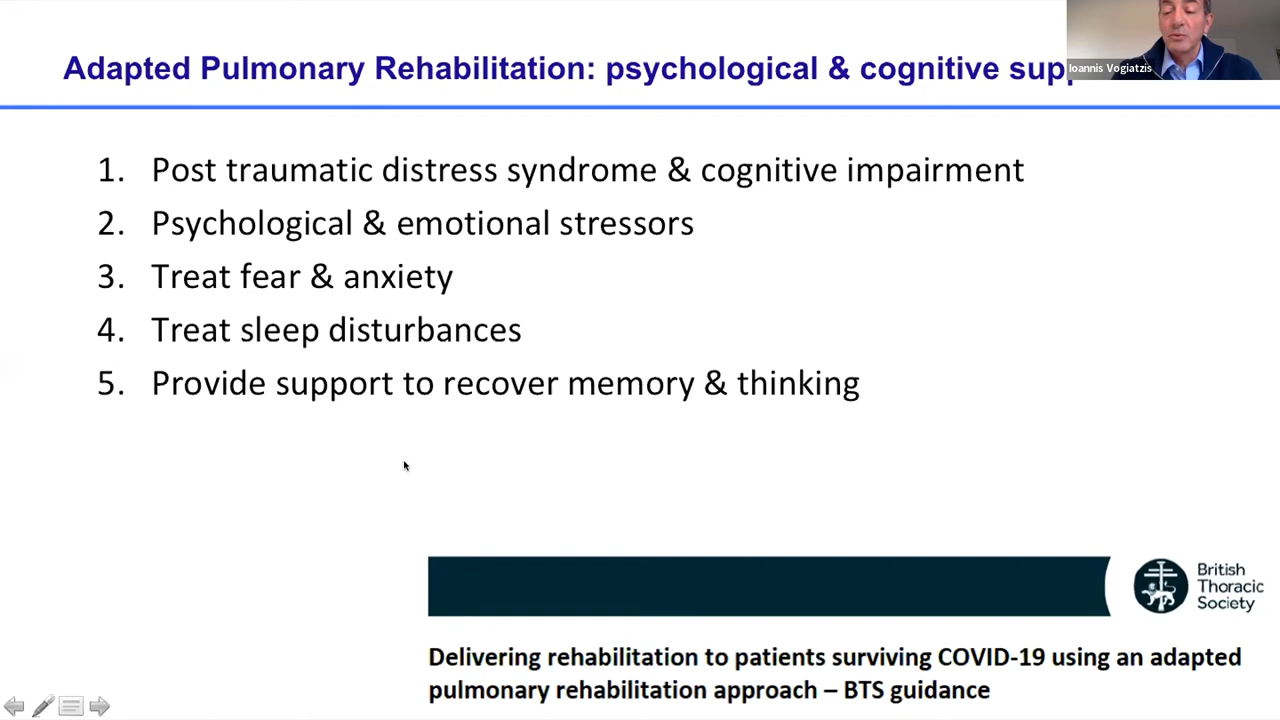 Adapted Pulmonary Rehabilitation: psychological & cognitive
Ioannis Vogiatzis
1. Post traumatic distress syndrome & cognitive impairment
2. Psychological & emotional stressors
3. Treat fear & anxiety
4. Treat sleep disturbances
5. Provide support to recover memory & thinking
British
Thoracic
Society
Delivering rehabilitation to patients surviving COVID-19 using an adapted
pulmonary rehabilitation approach – BTS guidance